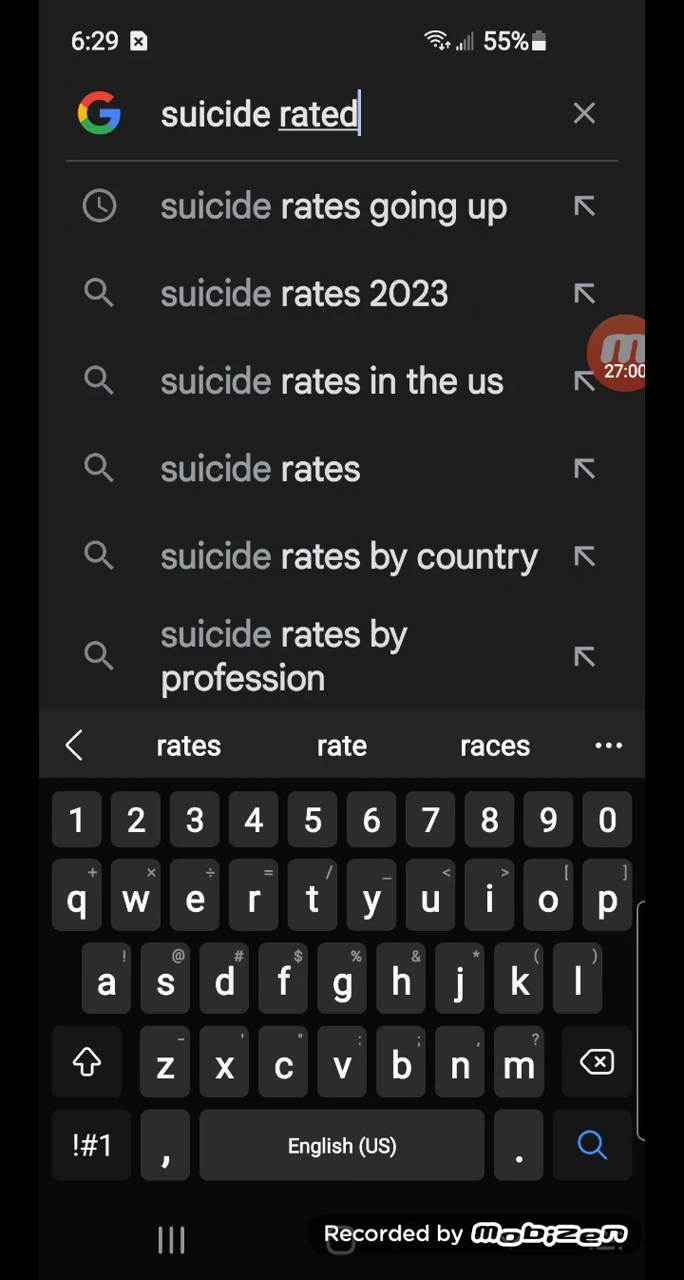 6:29 55%
suicide rated
suicide rates going up
suicide rates 2023
27:00
suicide rates in the us
suicide rates
suicide rates by country
suicide rates by
profession
rates rate races
1 2 3 4 5 6 7 8 9 0
+ × ÷ = / _ < > [ ]
q w e r t y u i o p
! @ # $ % & * ( )
a s d f g h j k l
- ' " : ; , ?
z x c v b n m
!#1 , English (US) .
Recorded by mobizen